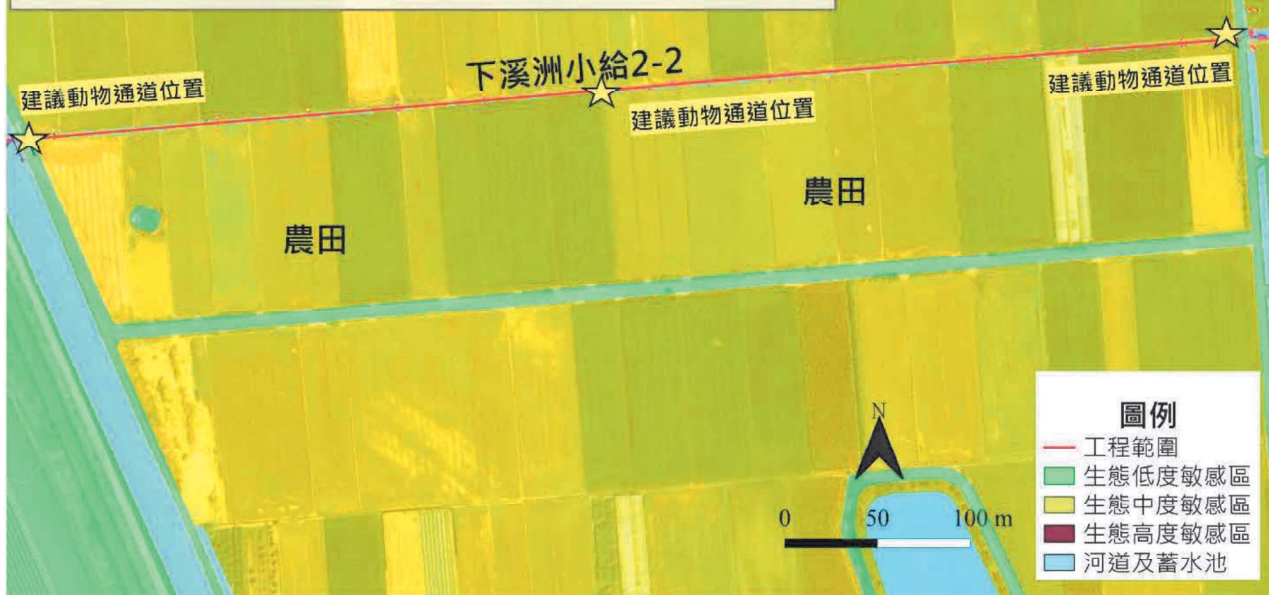 下溪洲小給2-2
建議動物通道位置
建議動物通道位置
建議動物通道位置
農田
農田
N
0 50 100 m
圖例
工程範圍
生態低度敏感區
生態中度敏感區
生態高度敏感區
河道及蓄水池